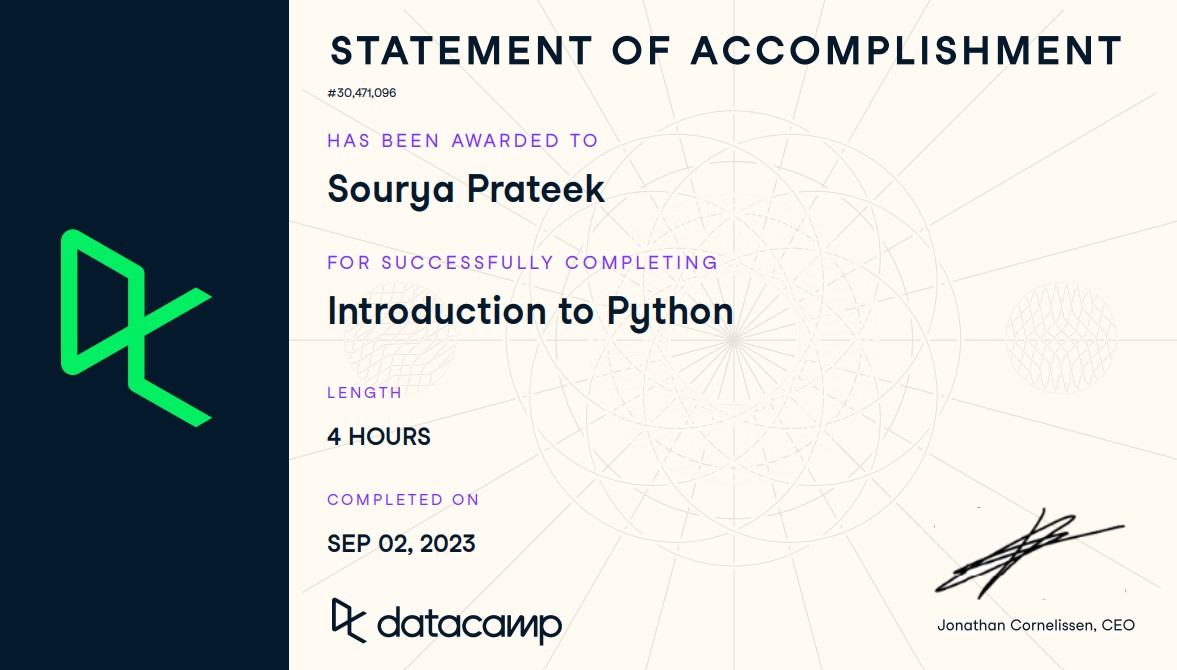 STATEMENT OF ACCOMPLISHMENT
#30,471,096
HAS BEEN AWARDED TO
Sourya Prateek
FOR SUCCESSFULLY COMPLETING
Introduction to Python
LENGTH
4 HOURS
COMPLETED ON
SEP 02, 2023
datacamp
Jonathan Cornelissen, CEO